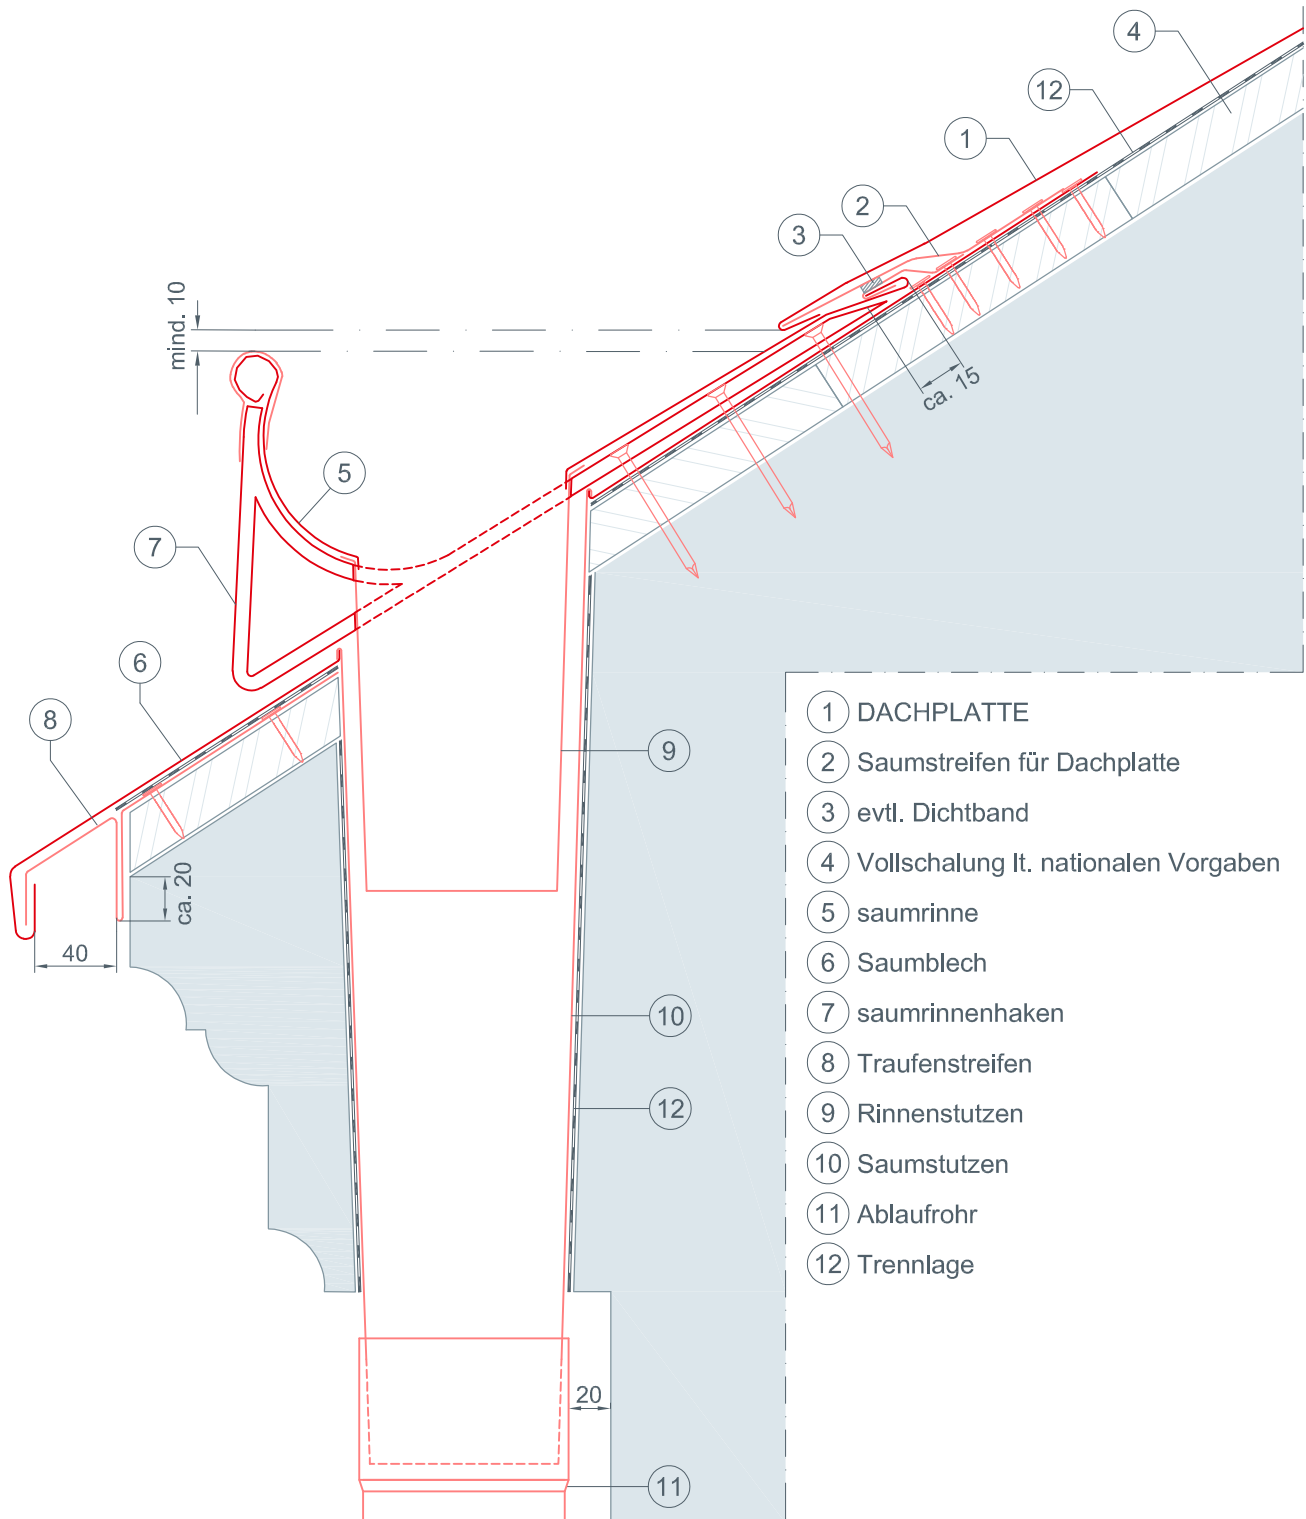 4
12
1
2
3
mind. 10
ca. 15
5
7
6
8
9
ca. 20
40
10
12
20
11
1 DACHPLATTE
2 Saumstreifen für Dachplatte
3 evtl. Dichtband
4 Vollschalung lt. nationalen Vorgaben
5 saumrinne
6 Saumblech
7 saumrinnenhaken
8 Traufenstreifen
9 Rinnenstutzen
10 Saumstutzen
11 Ablaufrohr
12 Trennlage